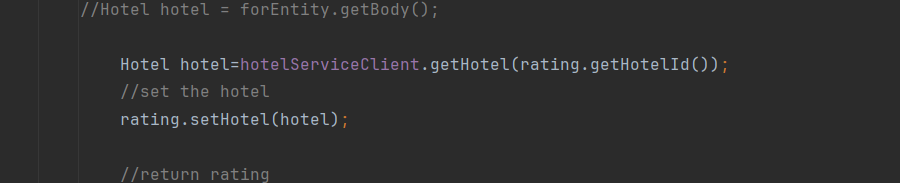 //Hotel hotel = forEntity.getBody();
Hotel hotel=hotelServiceClient.getHotel(rating.getHotelId());
//set the hotel
rating.setHotel(hotel);
//return rating